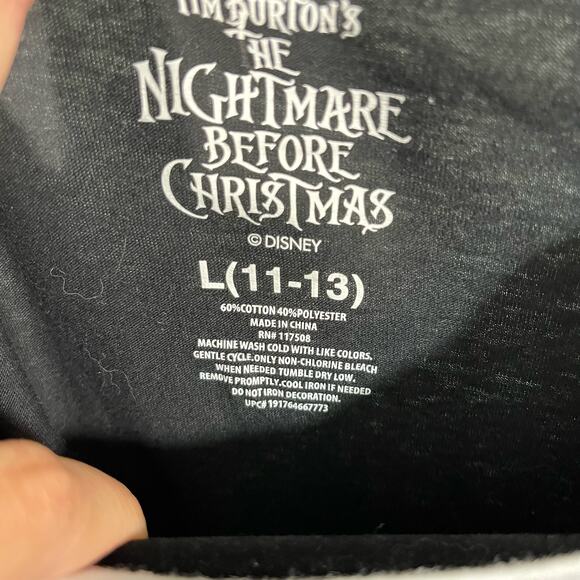 TIM BURTON'S
THE
NIGHTMARE
BEFORE
CHRISTMAS
© DISNEY
L(11-13)
60%COTTON 40%POLYESTER
MADE IN CHINA
RN# 117508
MACHINE WASH COLD WITH LIKE COLORS,
GENTLE CYCLE.ONLY NON-CHLORINE BLEACH
WHEN NEEDED TUMBLE DRY LOW.
REMOVE PROMPTLY.COOL IRON IF NEEDED
DO NOT IRON DECORATION.
UPC# 191764667773